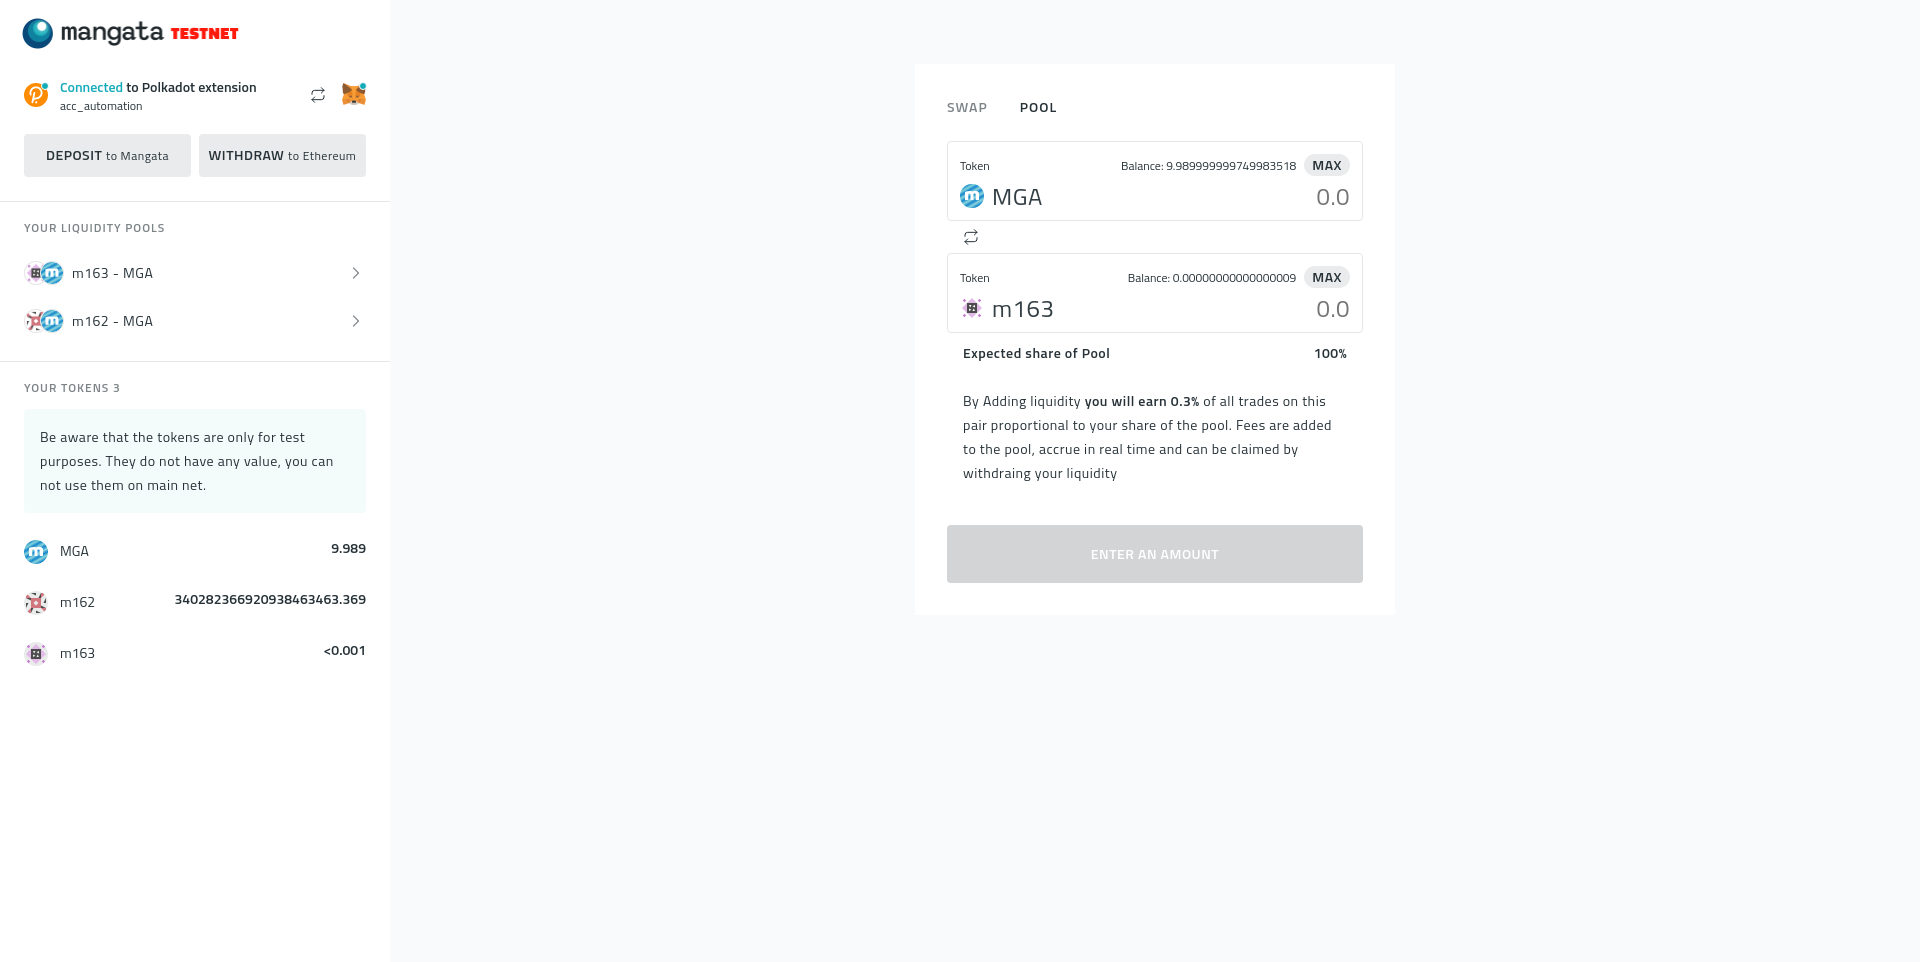 mangata TESTNET
Connected to Polkadot extension
acc_automation
DEPOSIT to Mangata
WITHDRAW to Ethereum
YOUR LIQUIDITY POOLS
m163 - MGA
m162 - MGA
YOUR TOKENS 3
Be aware that the tokens are only for test
purposes. They do not have any value, you can
not use them on main net.
MGA 9.989
m162 340282366920938463463.369
m163 <0.001
SWAP POOL
Token Balance: 9.989999999749983518 MAX
MGA 0.0
Token Balance: 0.00000000000000009 MAX
m163 0.0
Expected share of Pool 100%
By Adding liquidity you will earn 0.3% of all trades on this
pair proportional to your share of the pool. Fees are added
to the pool, accrue in real time and can be claimed by
withdraing your liquidity
ENTER AN AMOUNT